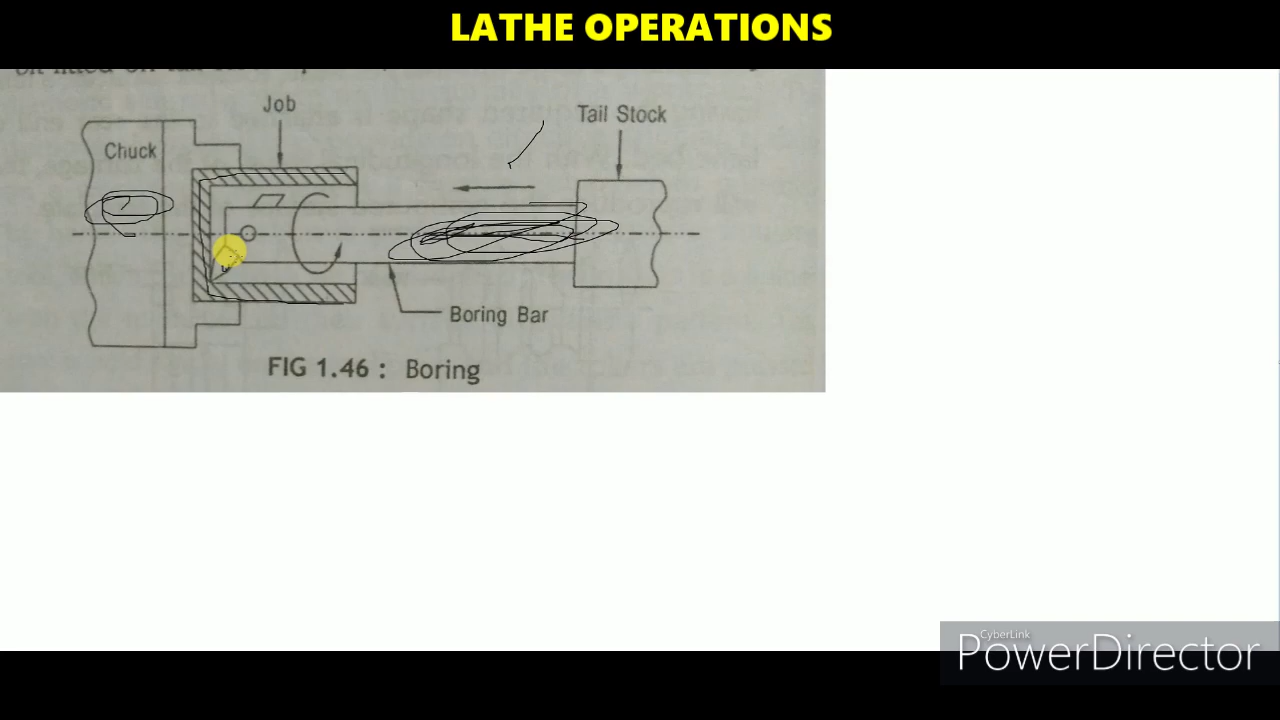 LATHE OPERATIONS
Job
Tail Stock
Chuck
Boring Bar
FIG 1.46 : Boring
CyberLink
PowerDirector